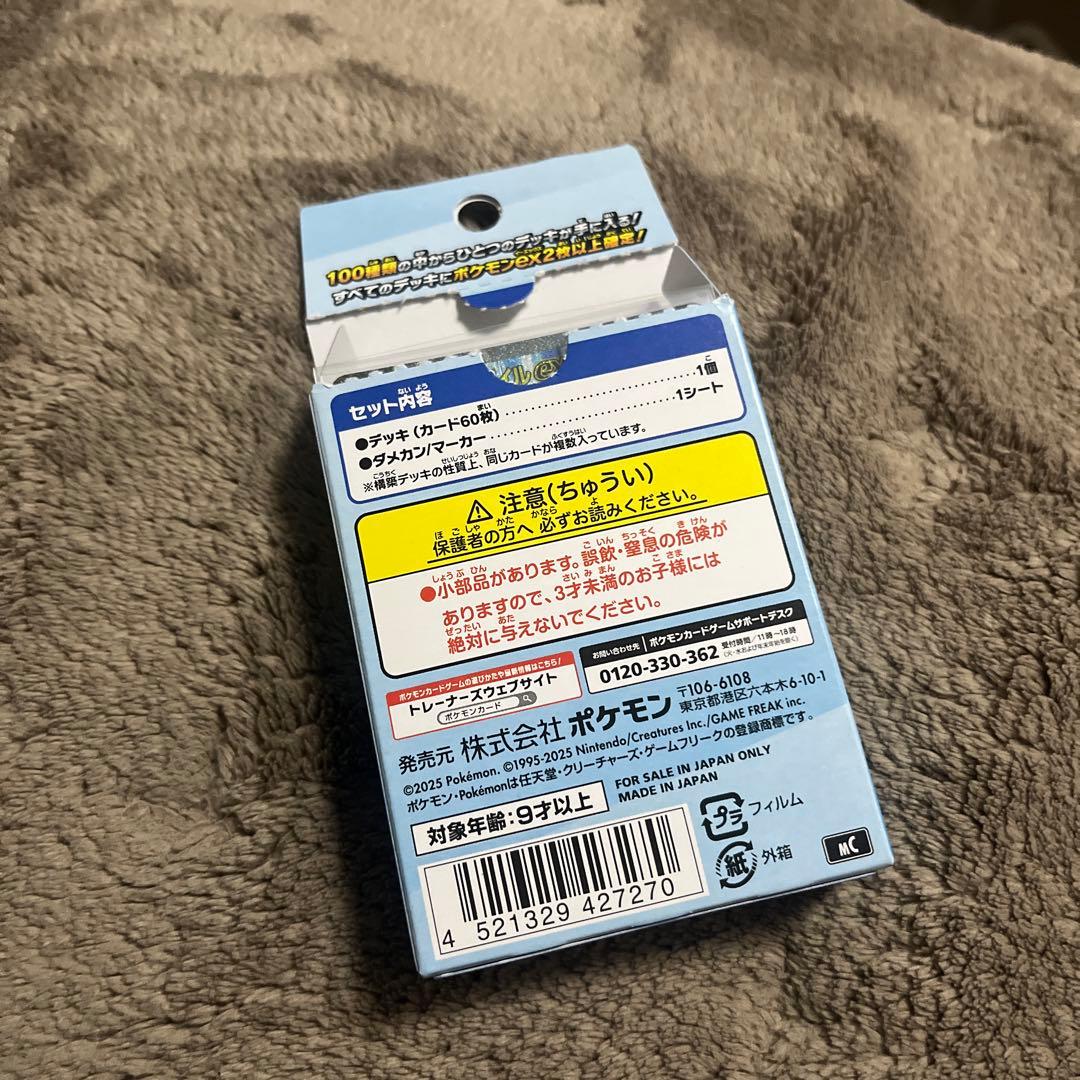 100種類の中からひとつのデッキが手に入る!
すべてのデッキにポケモンex2枚以上確定!
イルex
セット内容
●デッキ(カード60枚)……1個
●ダメカン/マーカー……1シート
※構築デッキの性質上、同じカードが複数入っています。
⚠注意(ちゅうい)
保護者の方へ 必ずお読みください。
●小部品があります。誤飲・窒息の危険が
ありますので、3才未満のお子様には
絶対に与えないでください。
ポケモンカードゲームの遊びかたや最新情報はこちら!
トレーナーズウェブサイト
ポケモンカード
お問い合わせ先 ポケモンカードゲームサポートデスク
0120-330-362 受付時間/11時~18時
(火・水および年末年始を除く)
発売元 株式会社 ポケモン 〒106-6108
東京都港区六本木6-10-1
©2025 Pokémon. ©1995-2025 Nintendo/Creatures Inc./GAME FREAK inc.
ポケモン・Pokémonは任天堂・クリーチャーズ・ゲームフリークの登録商標です。
対象年齢:9才以上
FOR SALE IN JAPAN ONLY
MADE IN JAPAN
プラ フィルム
紙 外箱
MC
4 521329 427270